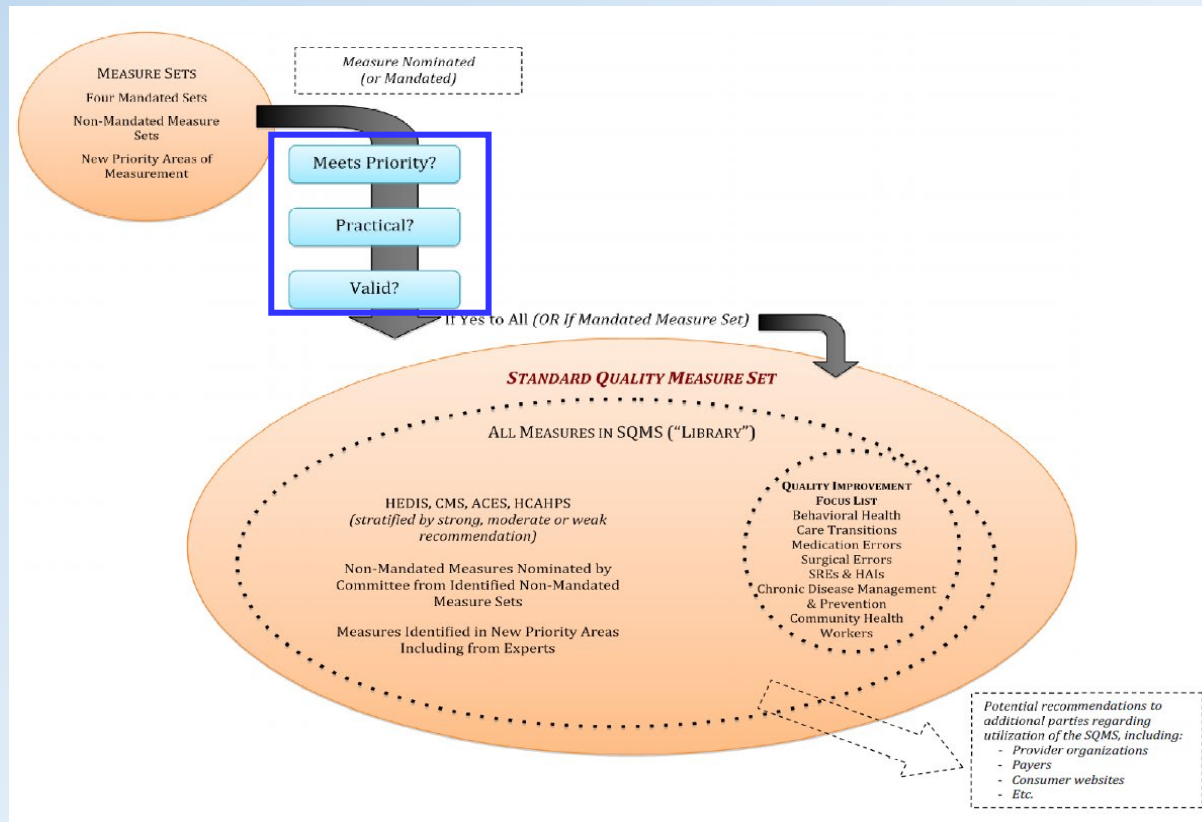 MEASURE SETS
Four Mandated Sets
Non-Mandated Measure
Sets
New Priority Areas of
Measurement
Measure Nominated
(or Mandated)
Meets Priority?
Practical?
Valid?
If Yes to All (OR If Mandated Measure Set)
STANDARD QUALITY MEASURE SET
ALL MEASURES IN SQMS ("LIBRARY")
HEDIS, CMS, ACES, HCAHPS
(stratified by strong, moderate or weak
recommendation)
Non-Mandated Measures Nominated by
Committee from Identified Non-Mandated
Measure Sets
Measures Identified in New Priority Areas
Including from Experts
QUALITY IMPROVEMENT
FOCUS LIST
Behavioral Health
Care Transitions
Medication Errors
Surgical Errors
SREs & HAIs
Chronic Disease Management
& Prevention
Community Health
Workers
Potential recommendations to
additional parties regarding
utilization of the SQMS, including:
- Provider organizations
- Payers
- Consumer websites
- Etc.